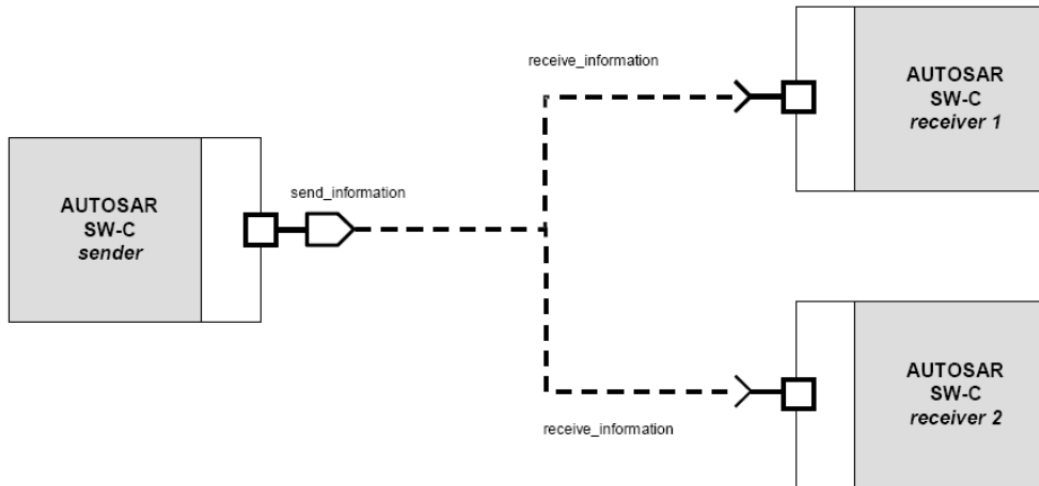 receive_information
AUTOSAR
SW-C
receiver 1
send_information
AUTOSAR
SW-C
sender
AUTOSAR
SW-C
receiver 2
receive_information